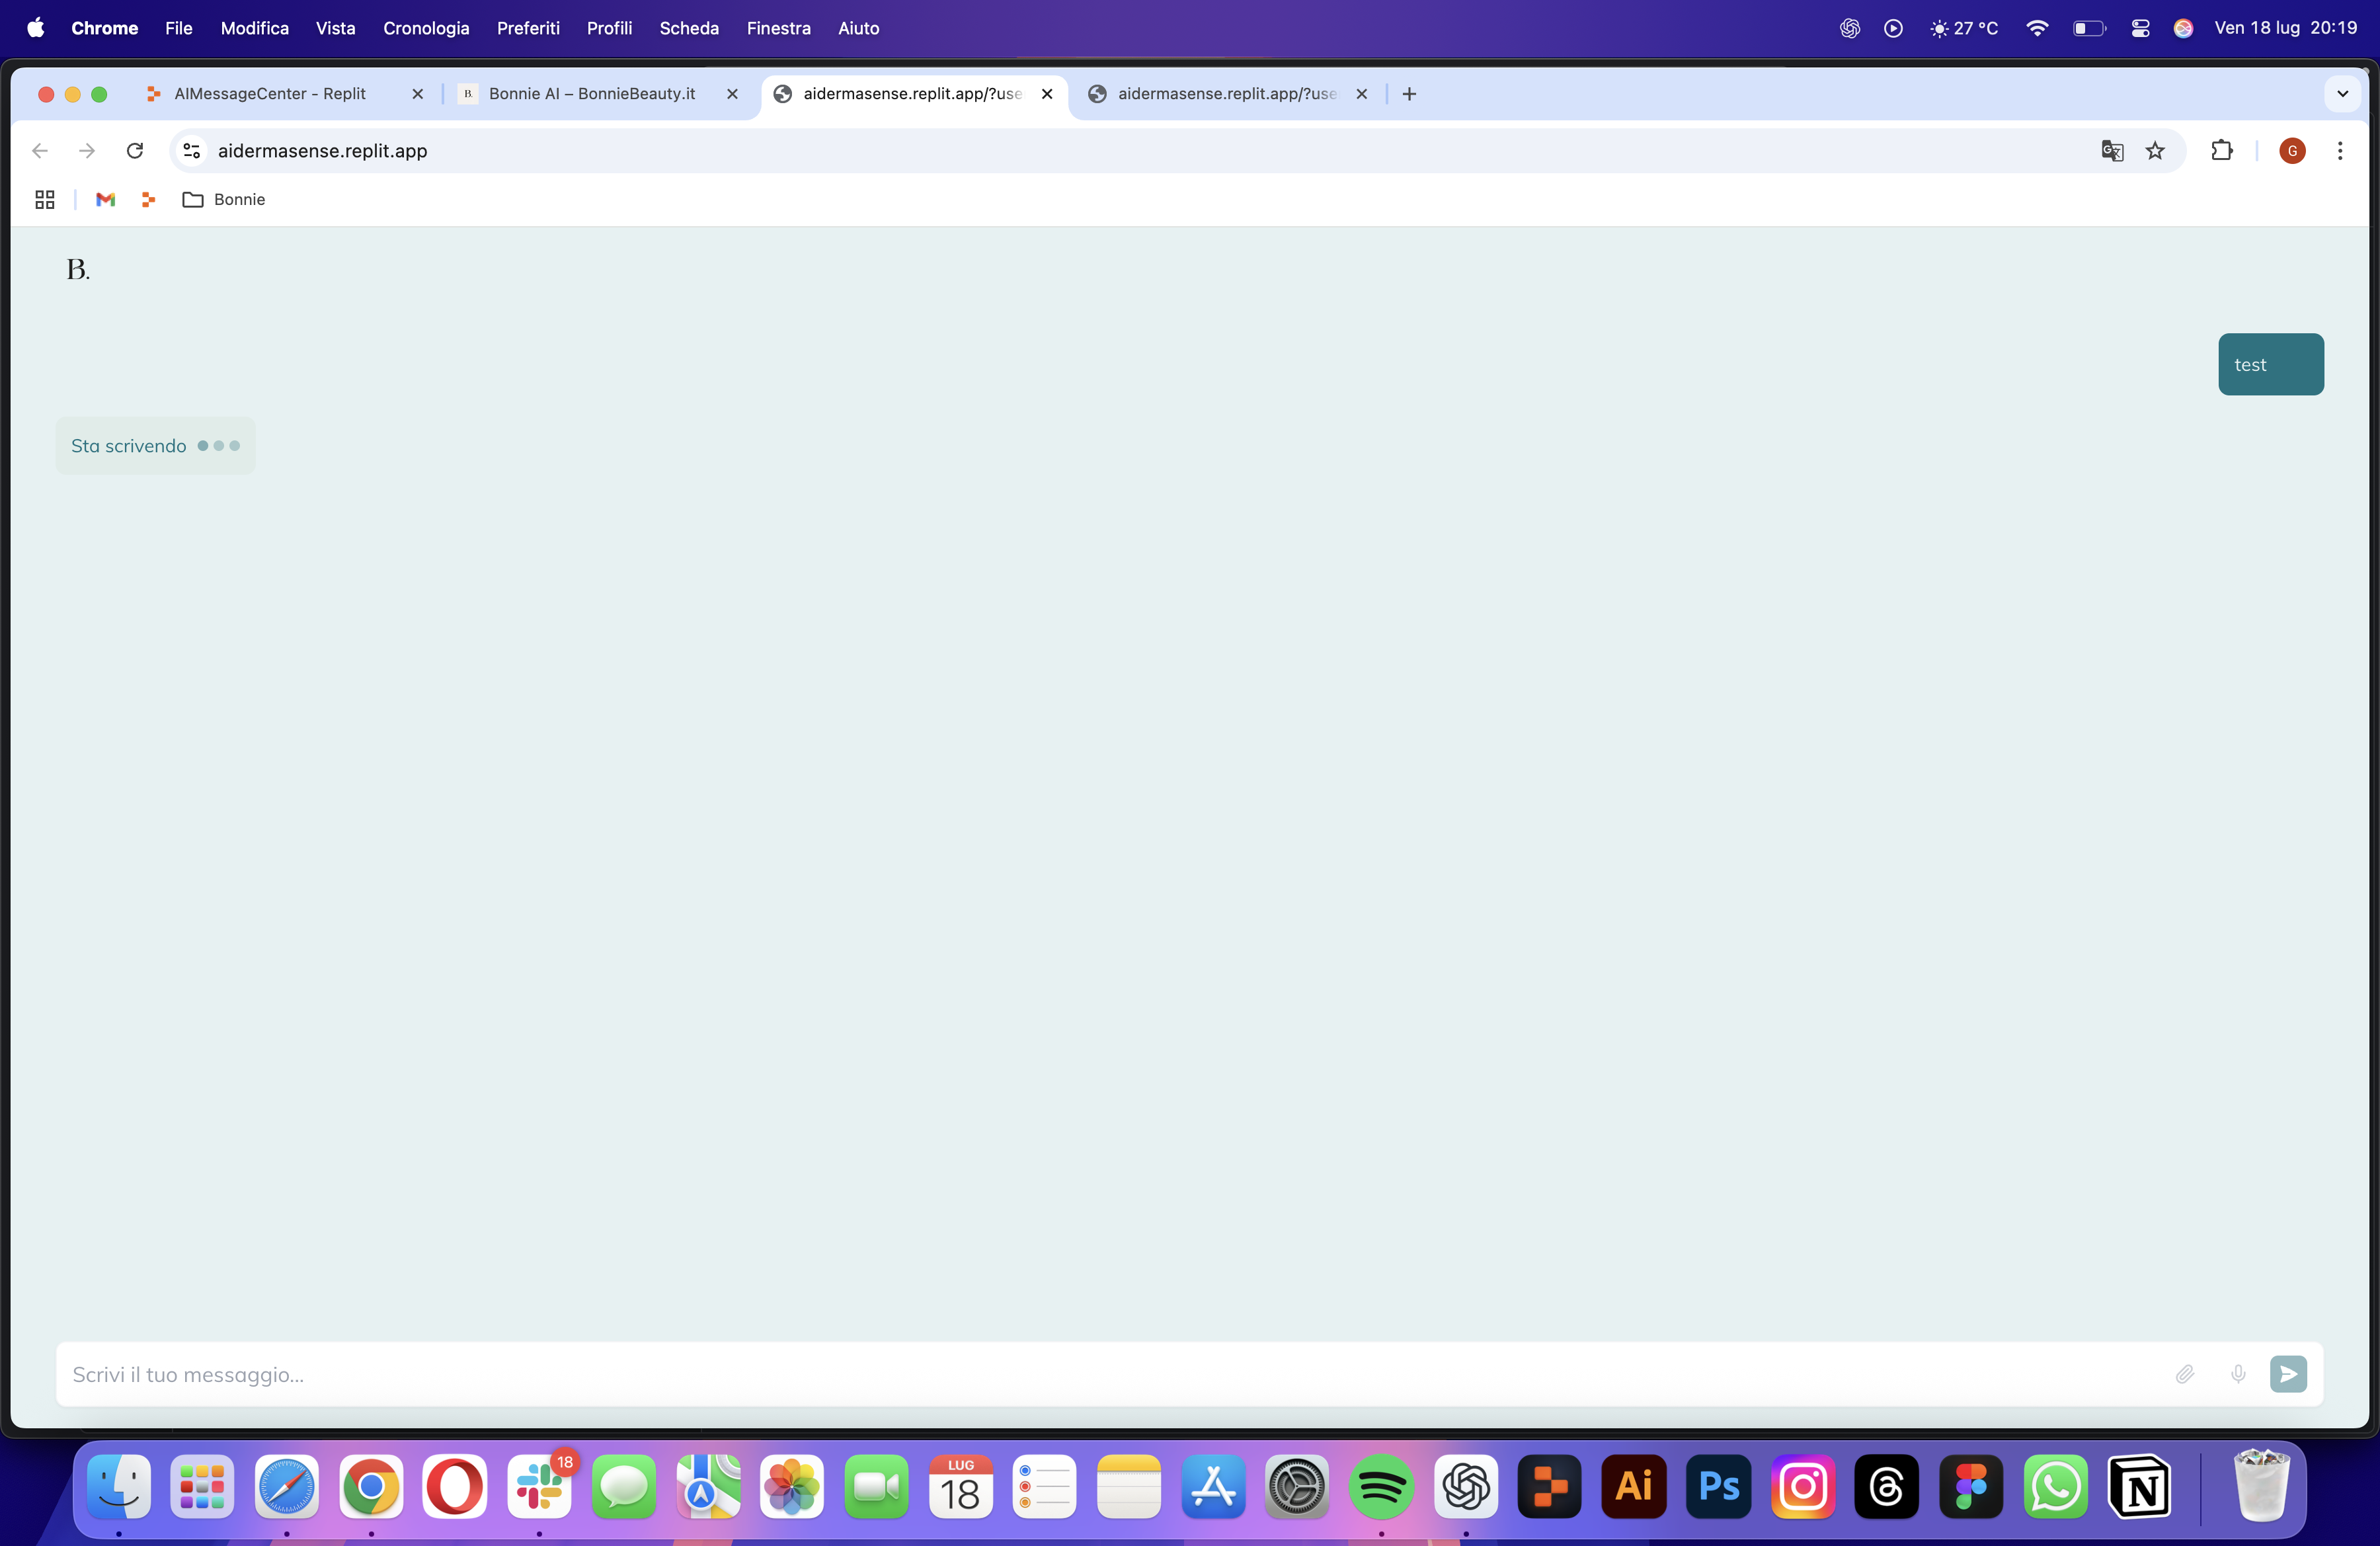 Chrome File Modifica Vista Cronologia Preferiti Profili Scheda Finestra Aiuto 27 °C Ven 18 lug 20:19
AIMessageCenter - Replit B. Bonnie AI – BonnieBeauty.it aidermasense.replit.app/?use aidermasense.replit.app/?use
aidermasense.replit.app G
Bonnie
B.
test
Sta scrivendo
Scrivi il tuo messaggio...
18 LUG 18 Ai Ps N